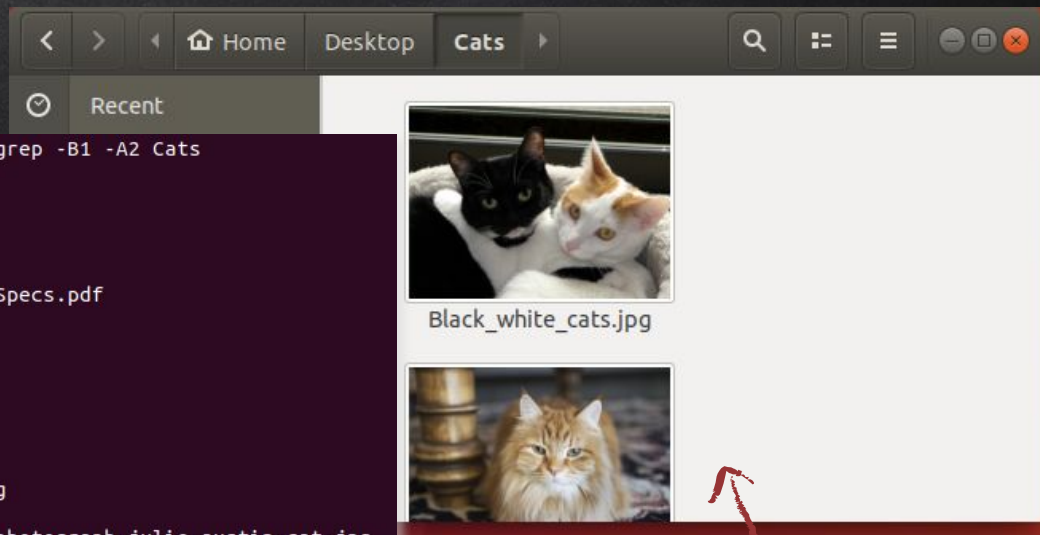 Home Desktop Cats
Recent
grep -B1 -A2 Cats
Specs.pdf
g
Black_white_cats.jpg